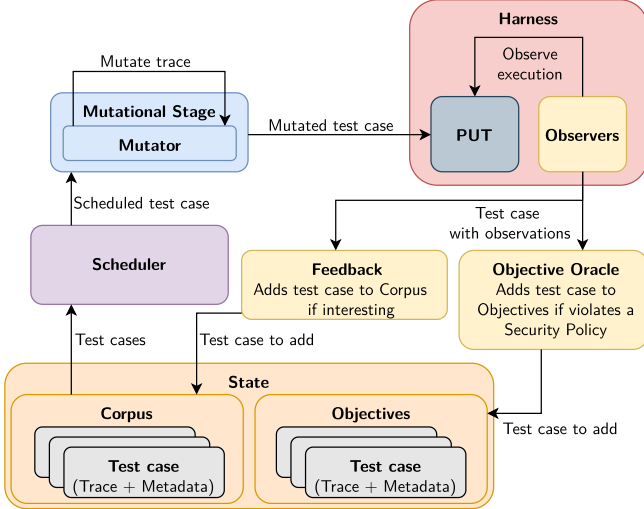 Harness
Mutate trace
Observe
execution
Mutational Stage
Mutator
Mutated test case
PUT
Observers
Scheduled test case
Test case
with observations
Scheduler
Feedback
Adds test case to Corpus
if interesting
Objective Oracle
Adds test case to
Objectives if violates a
Security Policy
Test cases
Test case to add
State
Corpus
Objectives
Test case to add
Test case
(Trace + Metadata)
Test case
(Trace + Metadata)